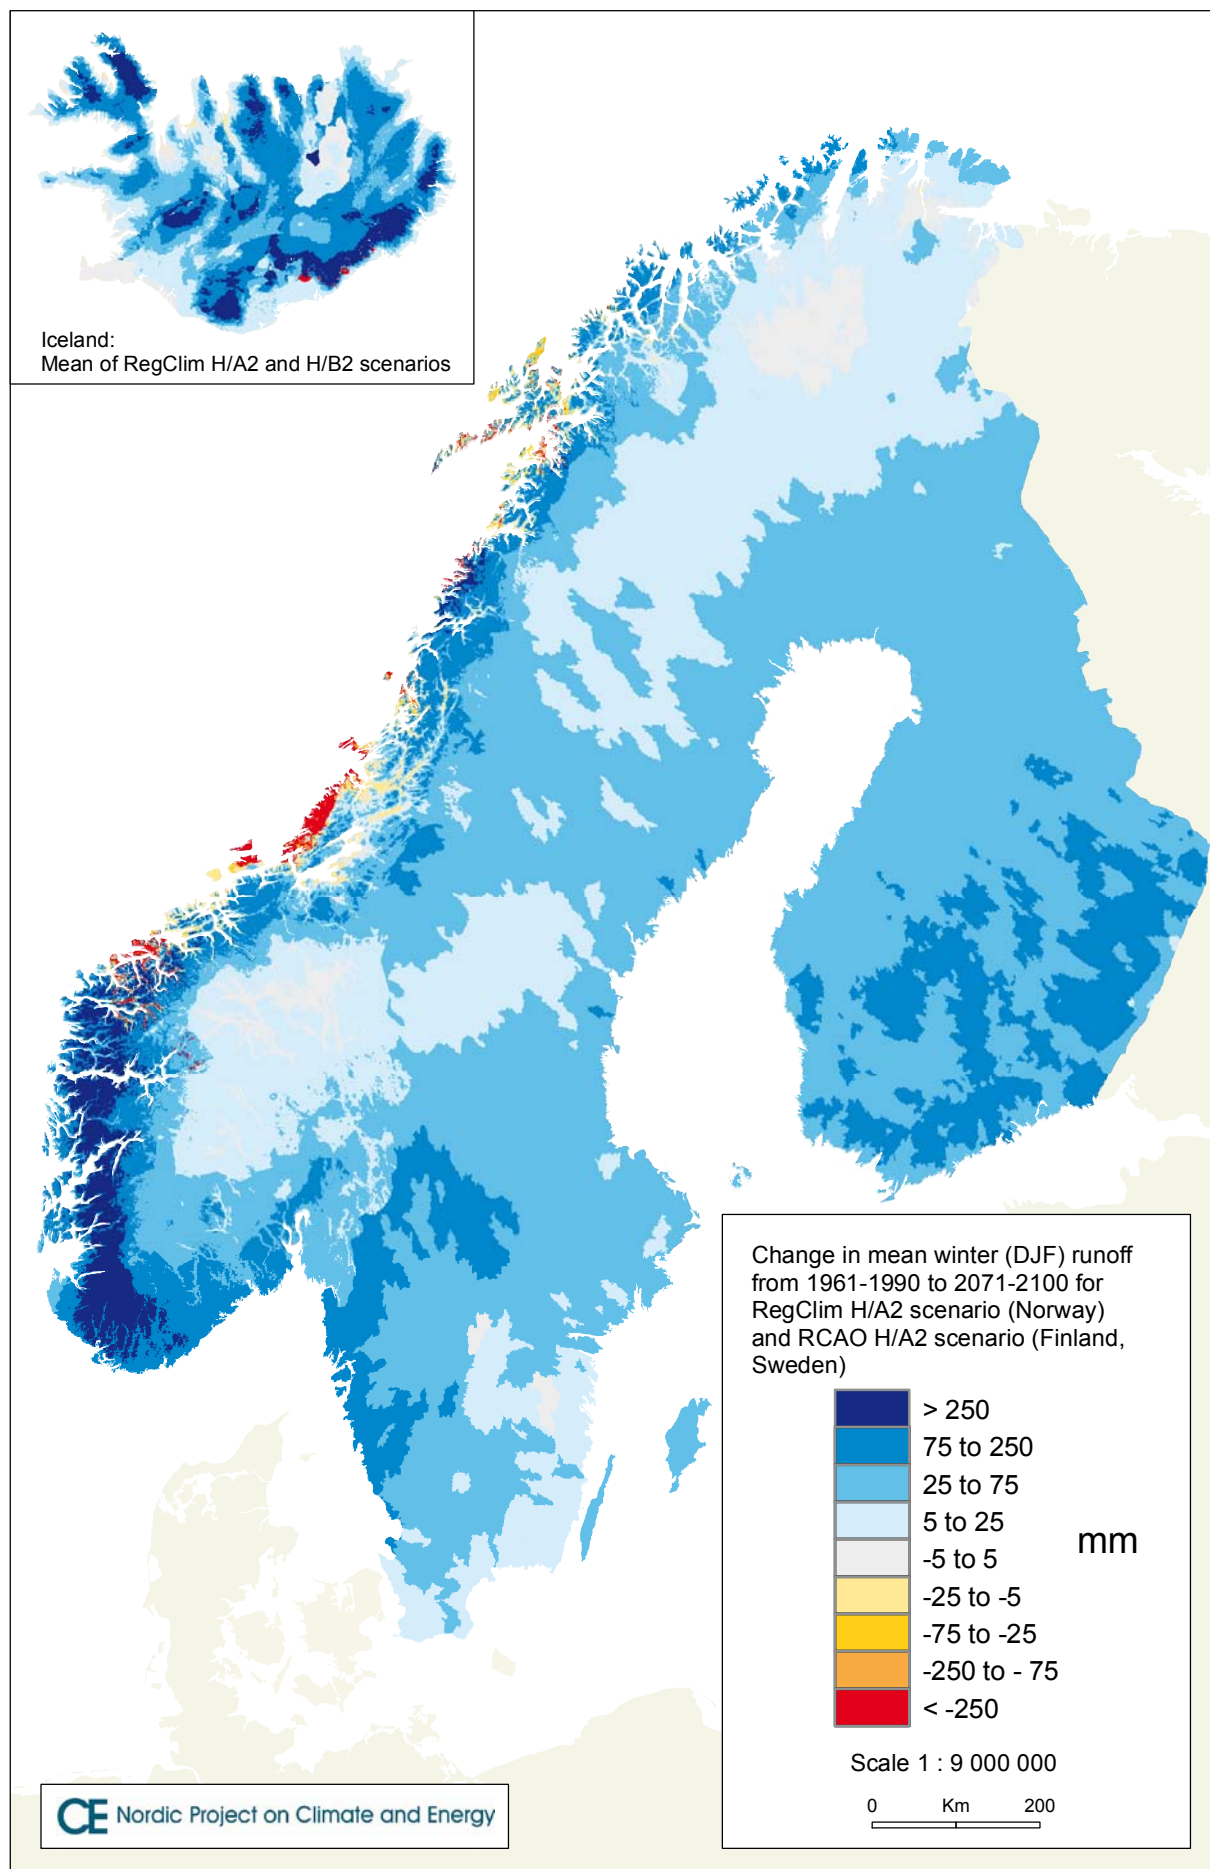 Iceland:
Mean of RegClim H/A2 and H/B2 scenarios
Change in mean winter (DJF) runoff
from 1961-1990 to 2071-2100 for
RegClim H/A2 scenario (Norway)
and RCAO H/A2 scenario (Finland,
Sweden)
> 250
75 to 250
25 to 75
5 to 25
-5 to 5
-25 to -5
-75 to -25
-250 to - 75
< -250
mm
Scale 1 : 9 000 000
0 Km 200
CE Nordic Project on Climate and Energy